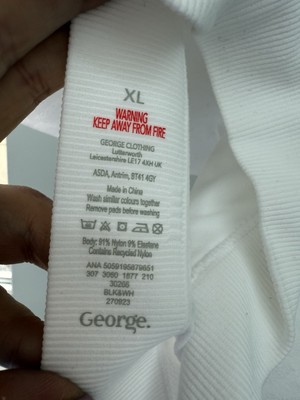 XL
WARNING
KEEP AWAY FROM FIRE
GEORGE CLOTHING
Lutterworth
Leicestershire LE17 4XH UK
ASDA, Antrim, BT41 4GY
Made in China
Wash similar colours together
Remove pads before washing
Body: 91% Nylon 9% Elastane
Contains Recycled Nylon
ANA 5059195879651
307 3060 1877 210
30256
BLK&WH
270923
George.